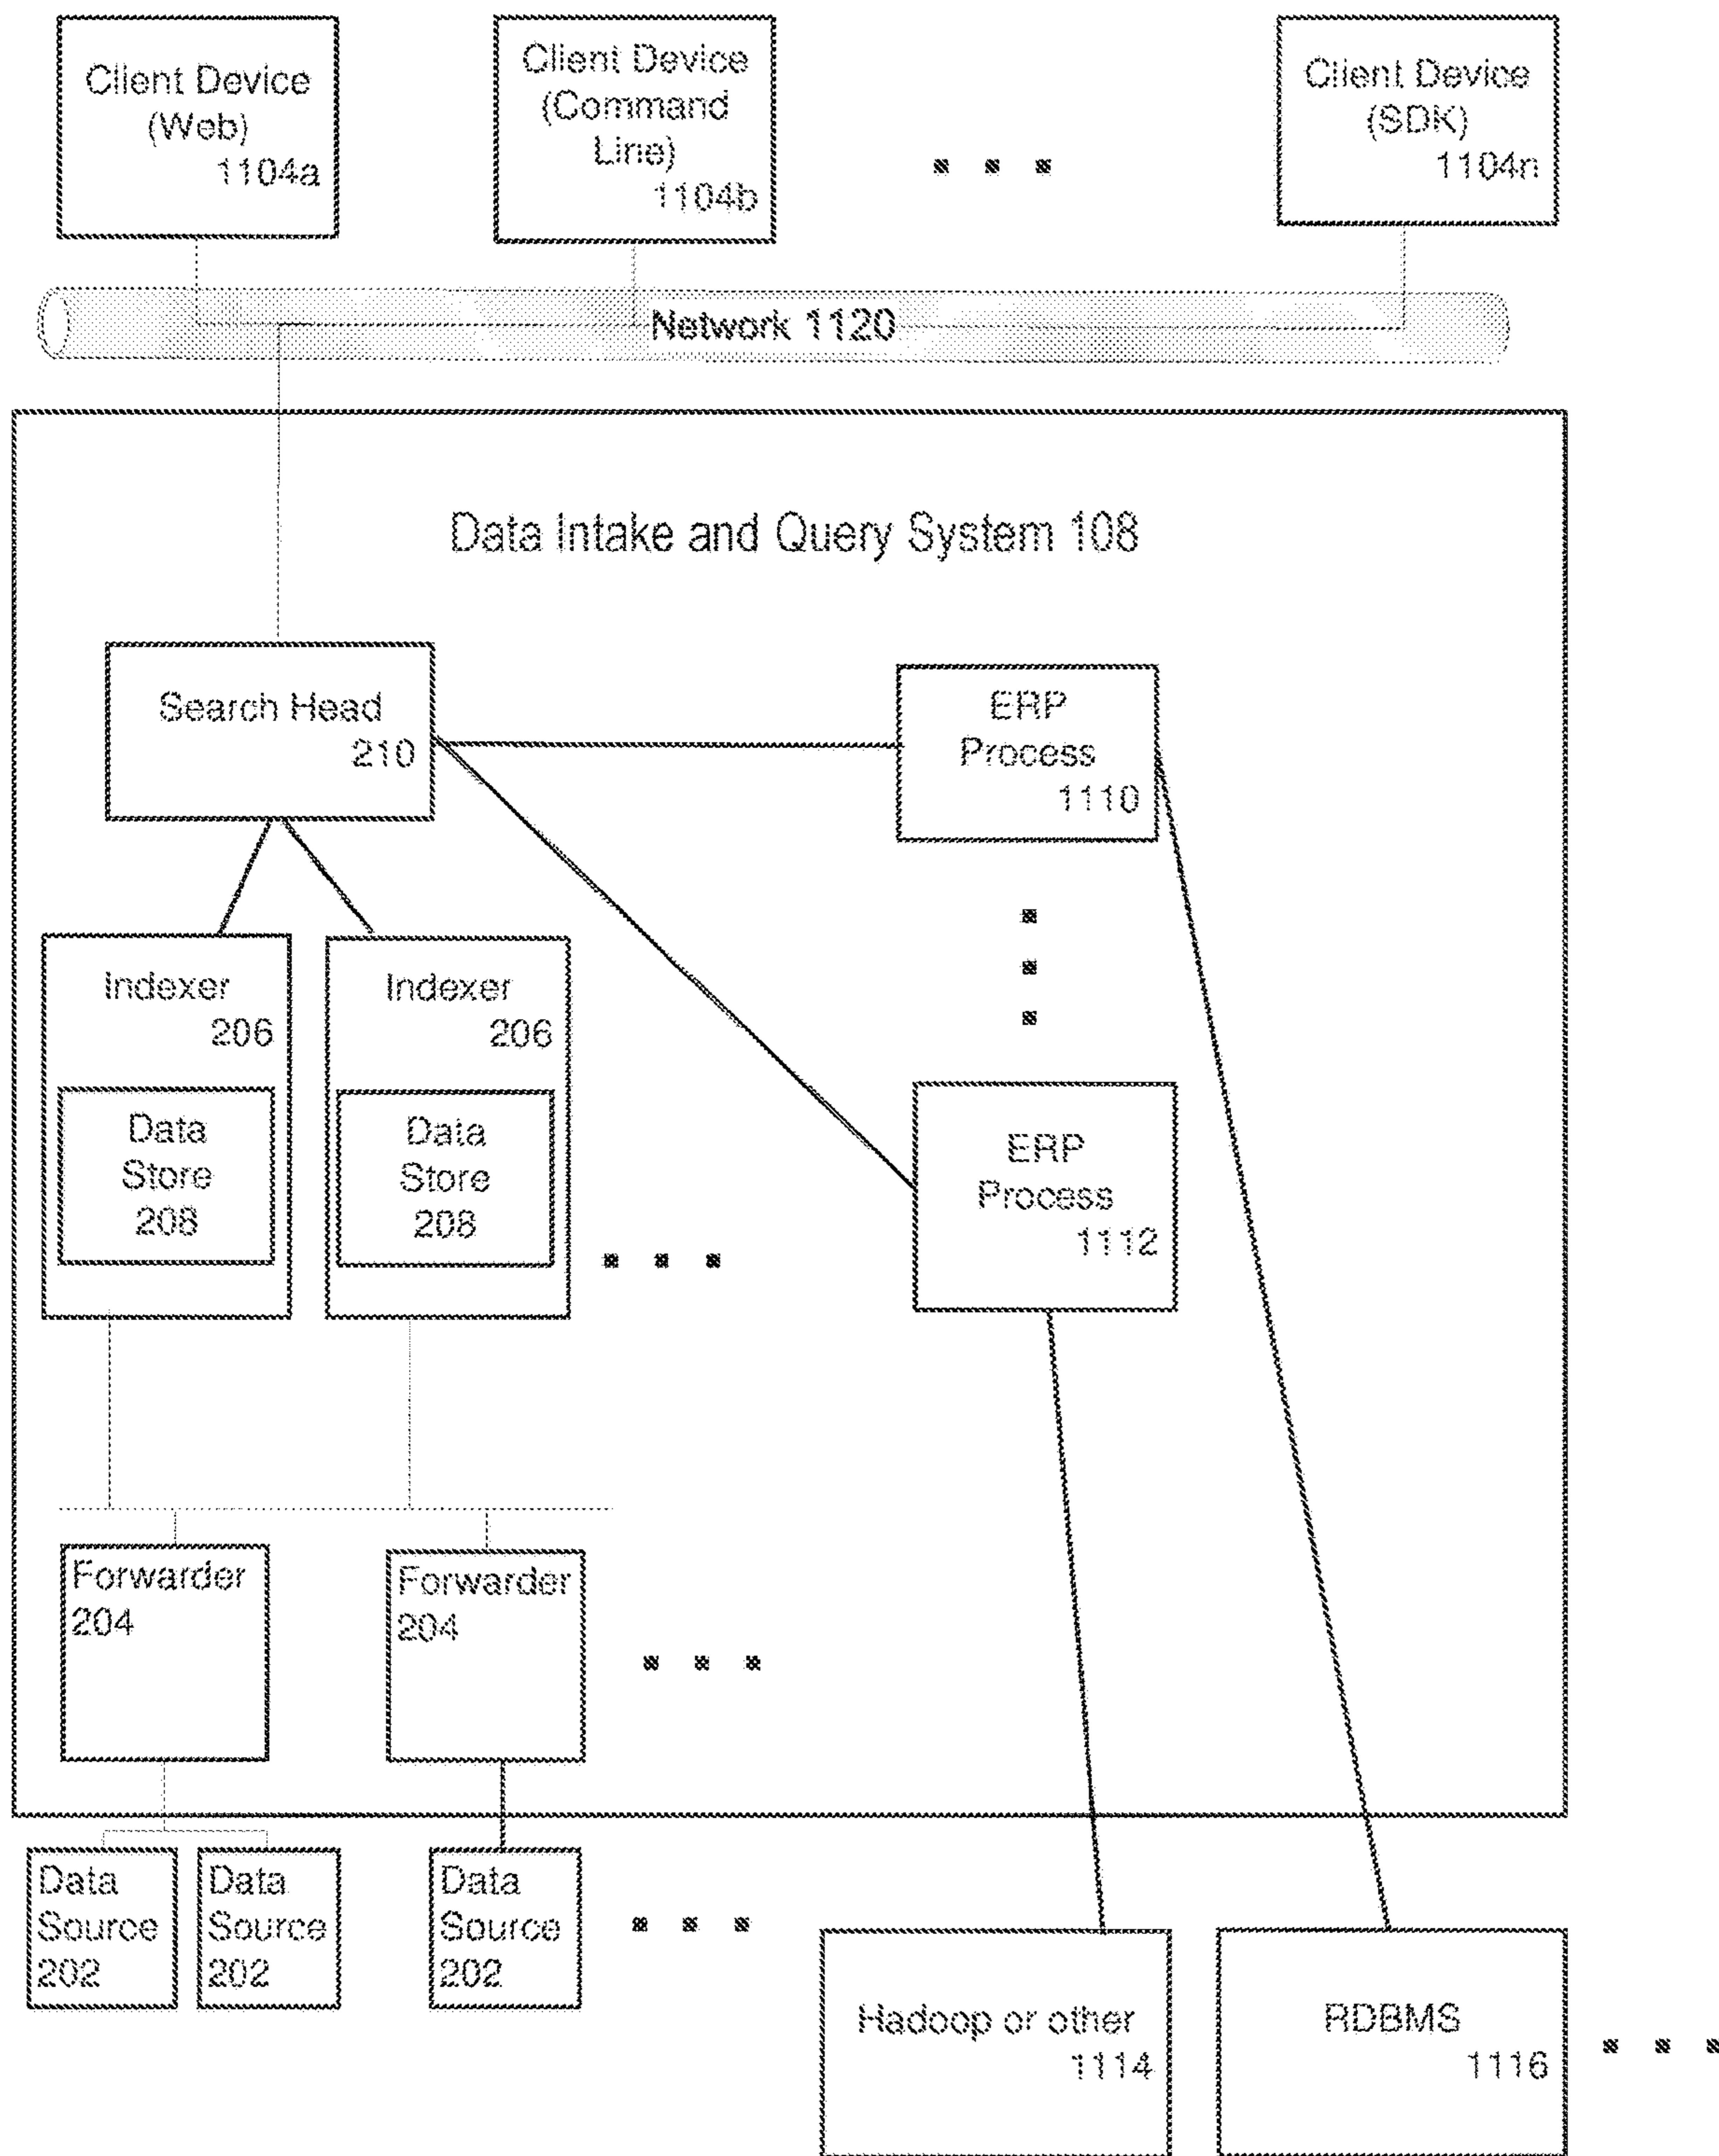 Client Device
(Web)
1104a
Client Device
(Command
Line)
1104b
Client Device
(SDK)
1104n
Network 1120
Data Intake and Query System 108
Search Head
210
ERP
Process
1110
Indexer
206
Data
Store
208
Indexer
206
Data
Store
208
ERP
Process
1112
Forwarder
204
Forwarder
204
Data
Source
202
Data
Source
202
Data
Source
202
Hadoop or other
1114
RDBMS
1116